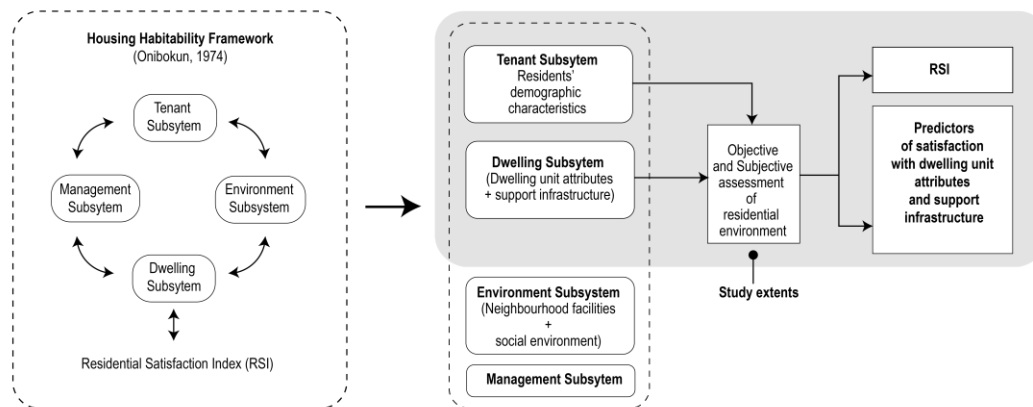 Housing Habitability Framework
(Onibokun, 1974)
Tenant
Subsytem
Management
Subsytem
Environment
Subsystem
Dwelling
Subsytem
Residential Satisfaction Index (RSI)
Tenant Subsytem
Residents'
demographic
characteristics
Dwelling Subsytem
(Dwelling unit attributes
+ support infrastructure)
Environment Subsystem
(Neighbourhood facilities
+
social environment)
Management Subsytem
Objective
and Subjective
assessment
of
residential
environment
Study extents
RSI
Predictors
of satisfaction
with dwelling unit
attributes
and support
infrastructure